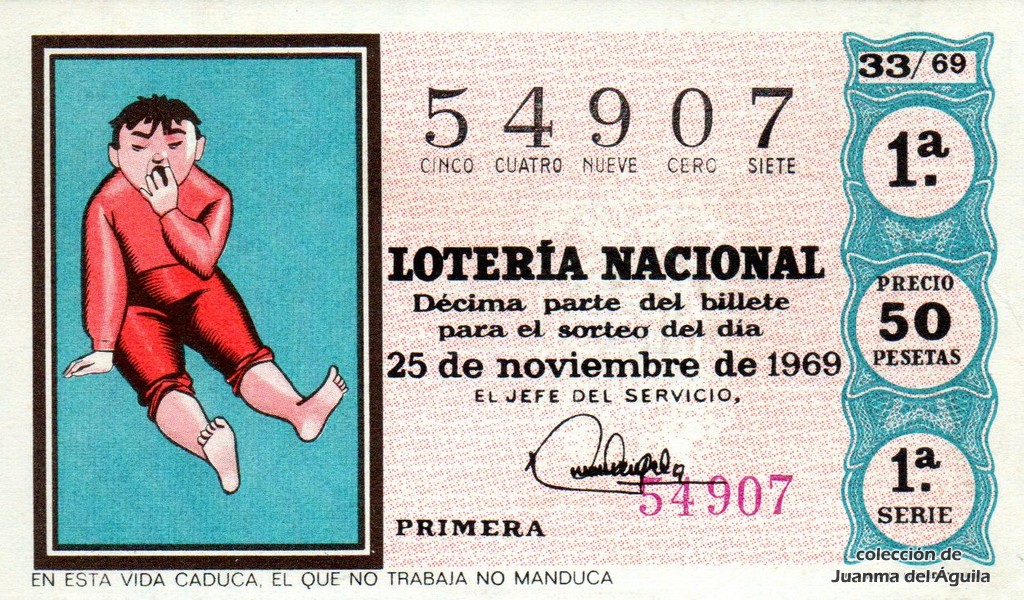 33/69
54907
CINCO CUATRO NUEVE CERO SIETE
1.ª
LOTERÍA NACIONAL
Décima parte del billete
para el sorteo del día
25 de noviembre de 1969
EL JEFE DEL SERVICIO,
PRECIO
50
PESETAS
54907
PRIMERA
1.ª
SERIE
EN ESTA VIDA CADUCA, EL QUE NO TRABAJA NO MANDUCA
colección de
Juanma del Águila